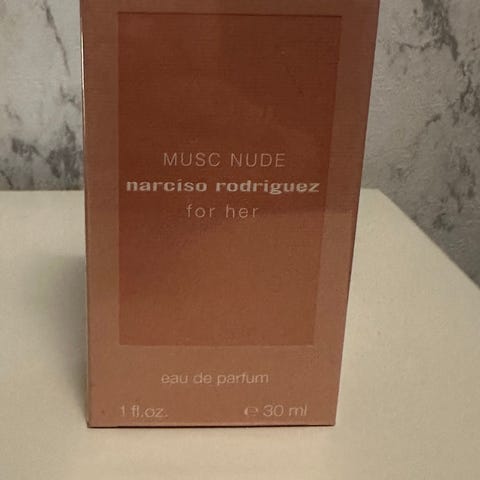 MUSC NUDE
narciso rodriguez
for her
eau de parfum
1 fl.oz. ℮ 30 ml